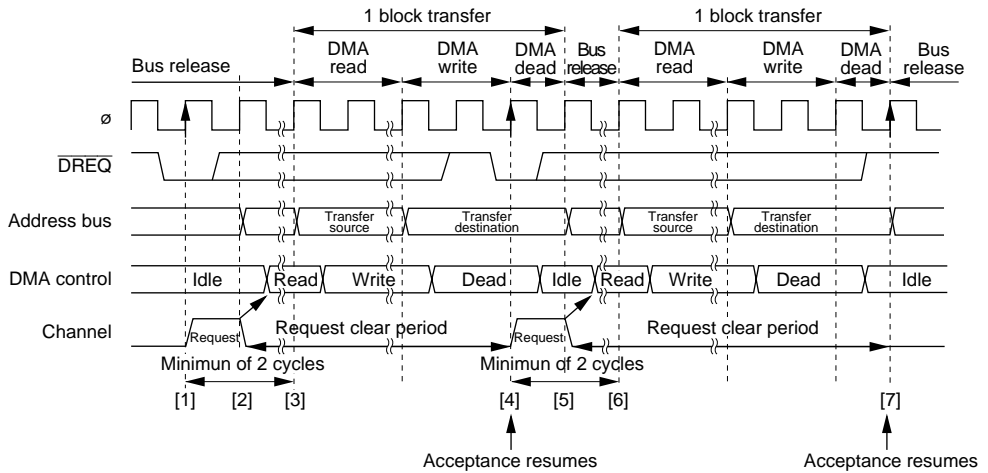 1 block transfer 1 block transfer
Bus release DMA read DMA write DMA dead Bus release DMA read DMA write DMA dead Bus release
ø
DREQ
Address bus Transfer source Transfer destination Transfer source Transfer destination
DMA control Idle Read Write Dead Idle Read Write Dead Idle
Channel Request Request clear period Request Request clear period
Minimun of 2 cycles Minimun of 2 cycles
[1] [2] [3] [4] [5] [6] [7]
Acceptance resumes Acceptance resumes